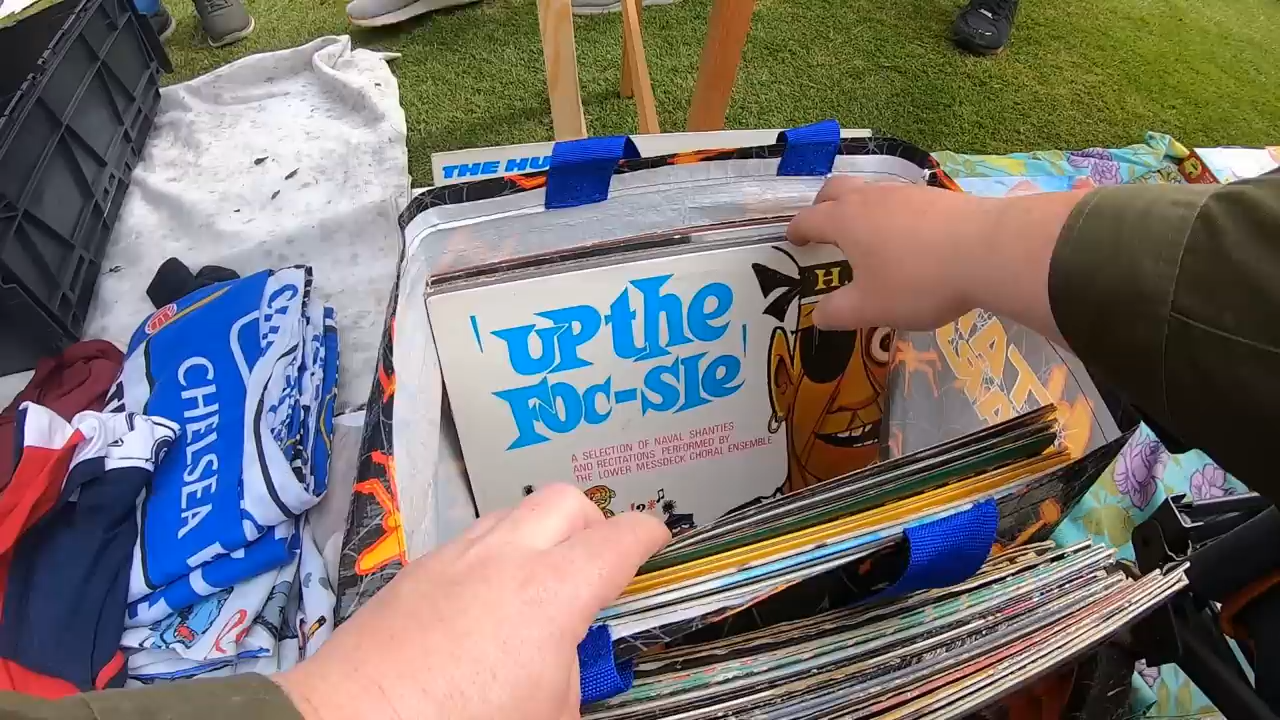 THE HU
'UP the
FOC-SLE'
H
A SELECTION OF NAVAL SHANTIES
AND RECITATIONS PERFORMED BY
THE LOWER MESSDECK CHORAL ENSEMBLE
!?*
CHELSEA